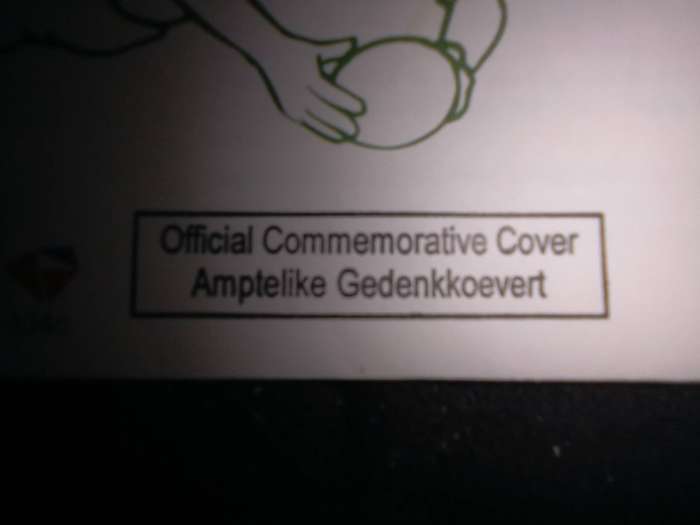 Official Commemorative Cover
Amptelike Gedenkkoevert